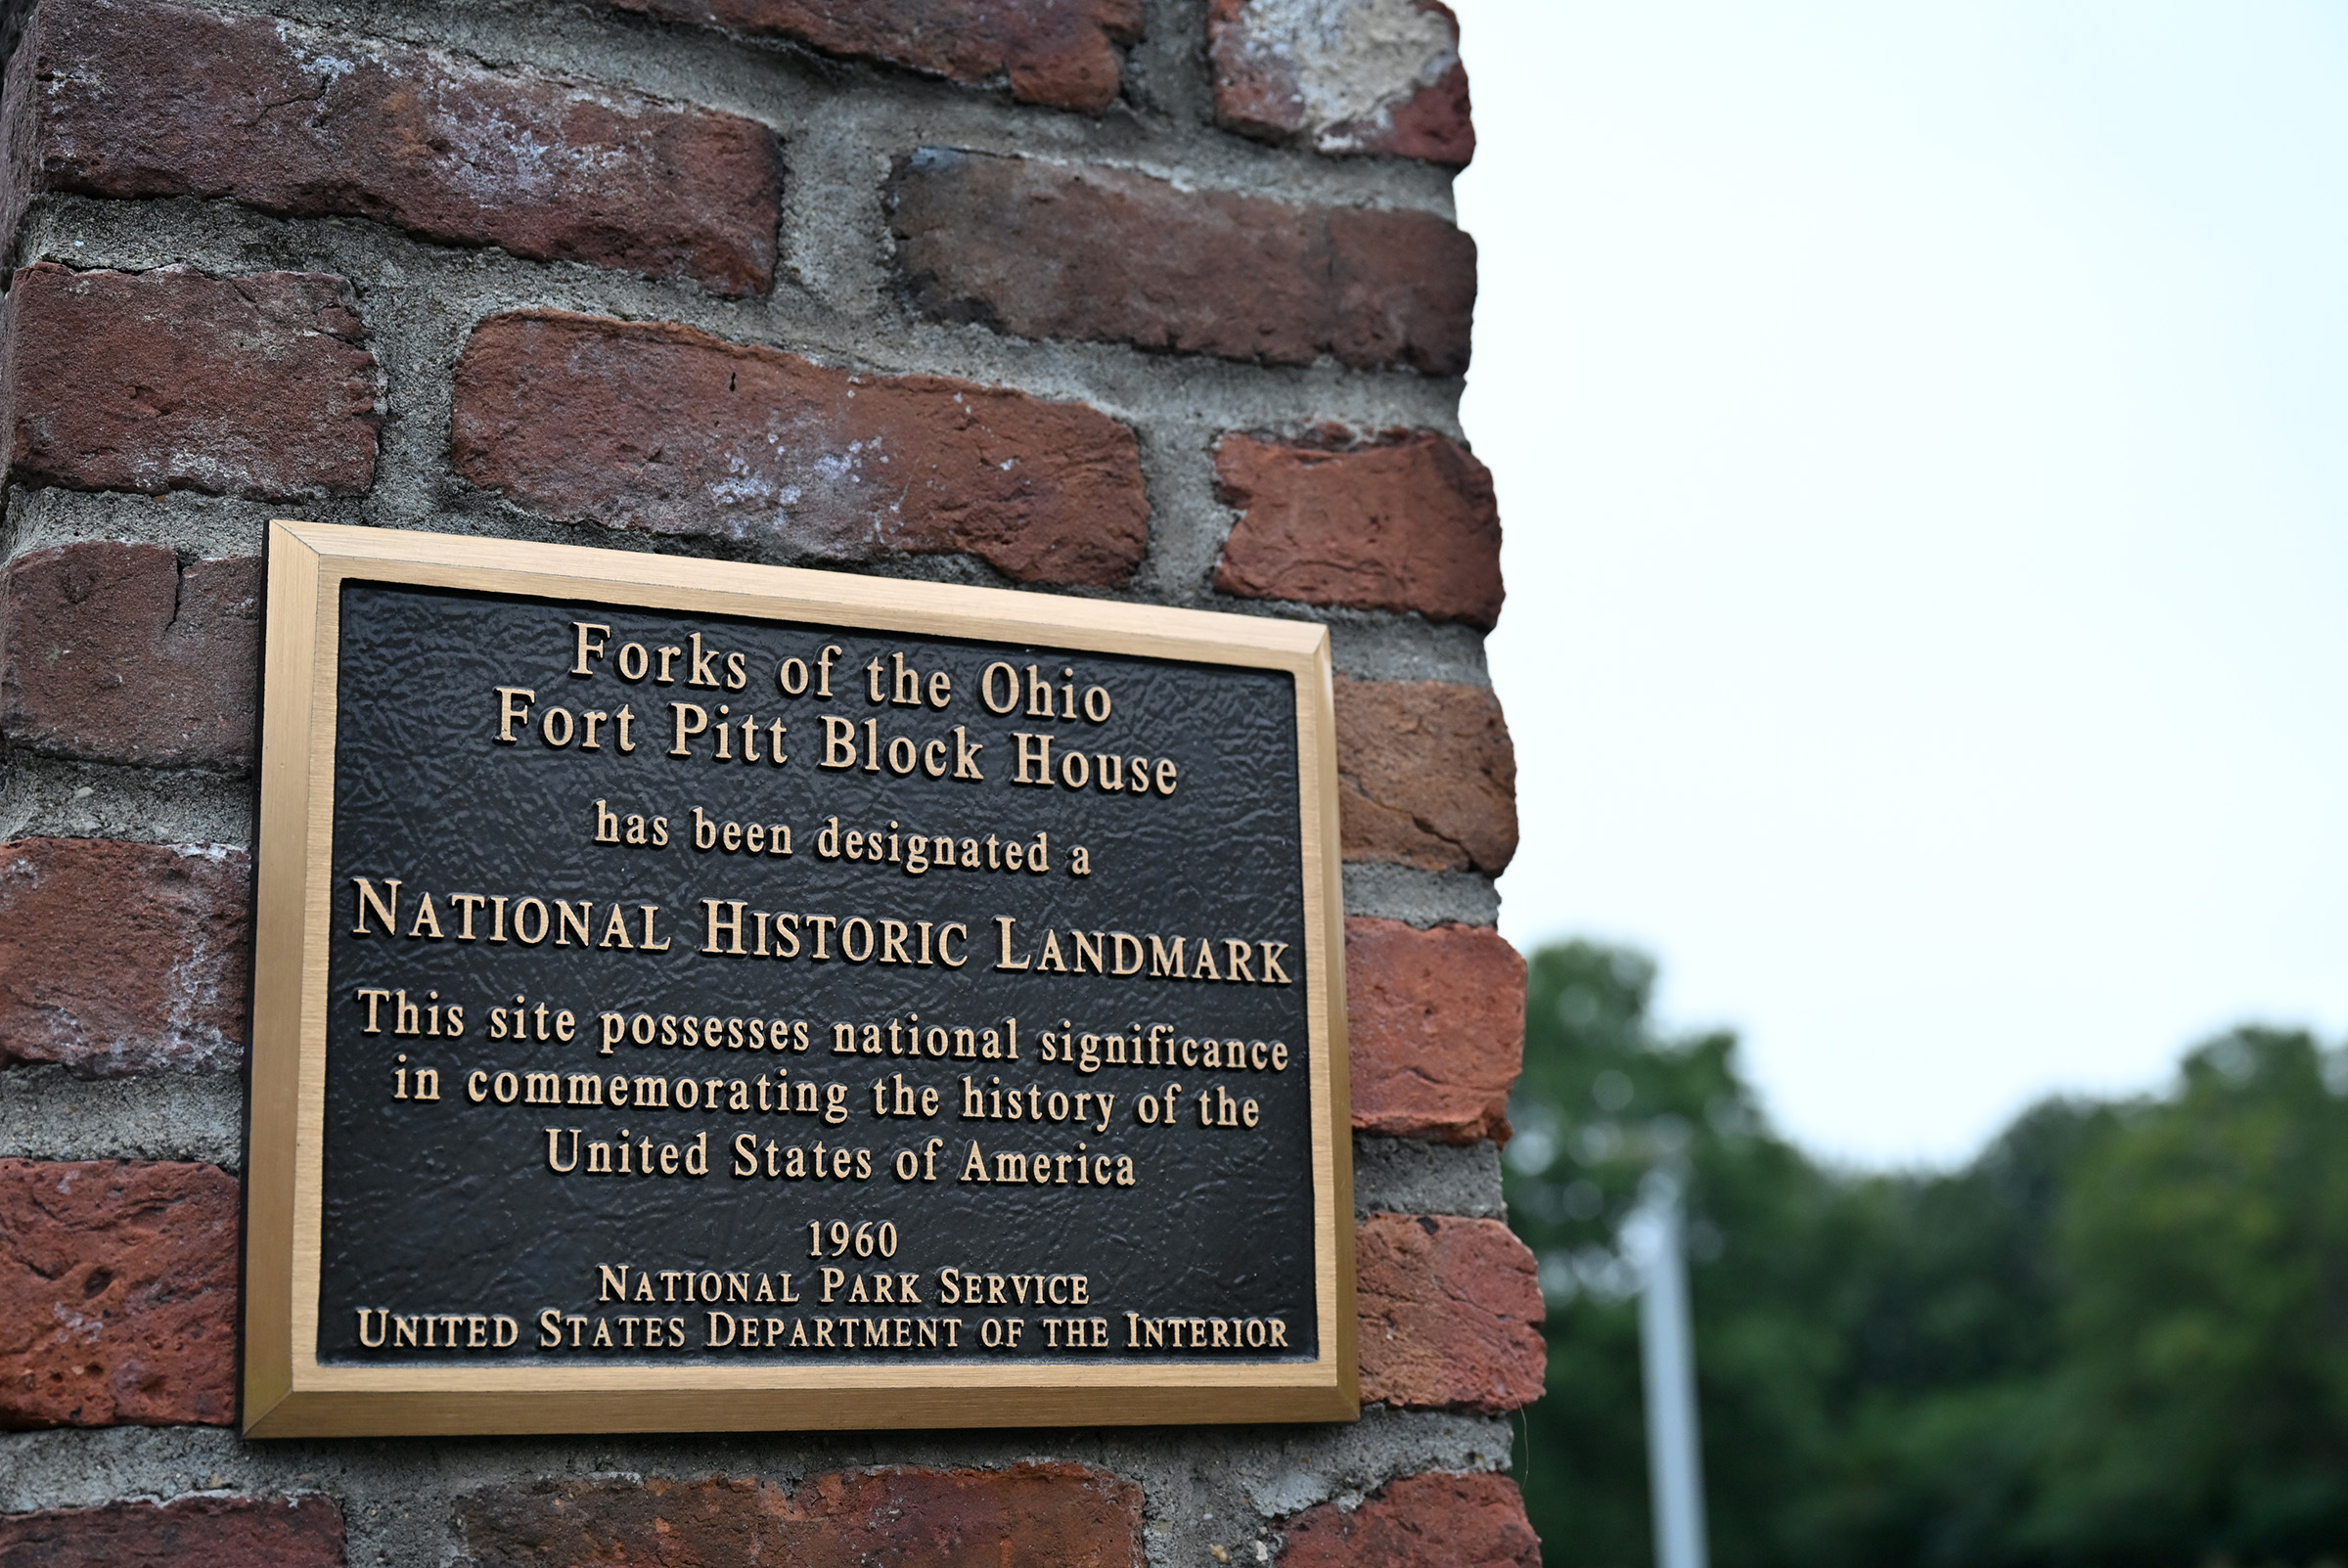 Forks of the Ohio
Fort Pitt Block House
has been designated a
NATIONAL HISTORIC LANDMARK
This site possesses national significance
in commemorating the history of the
United States of America
1960
NATIONAL PARK SERVICE
UNITED STATES DEPARTMENT OF THE INTERIOR